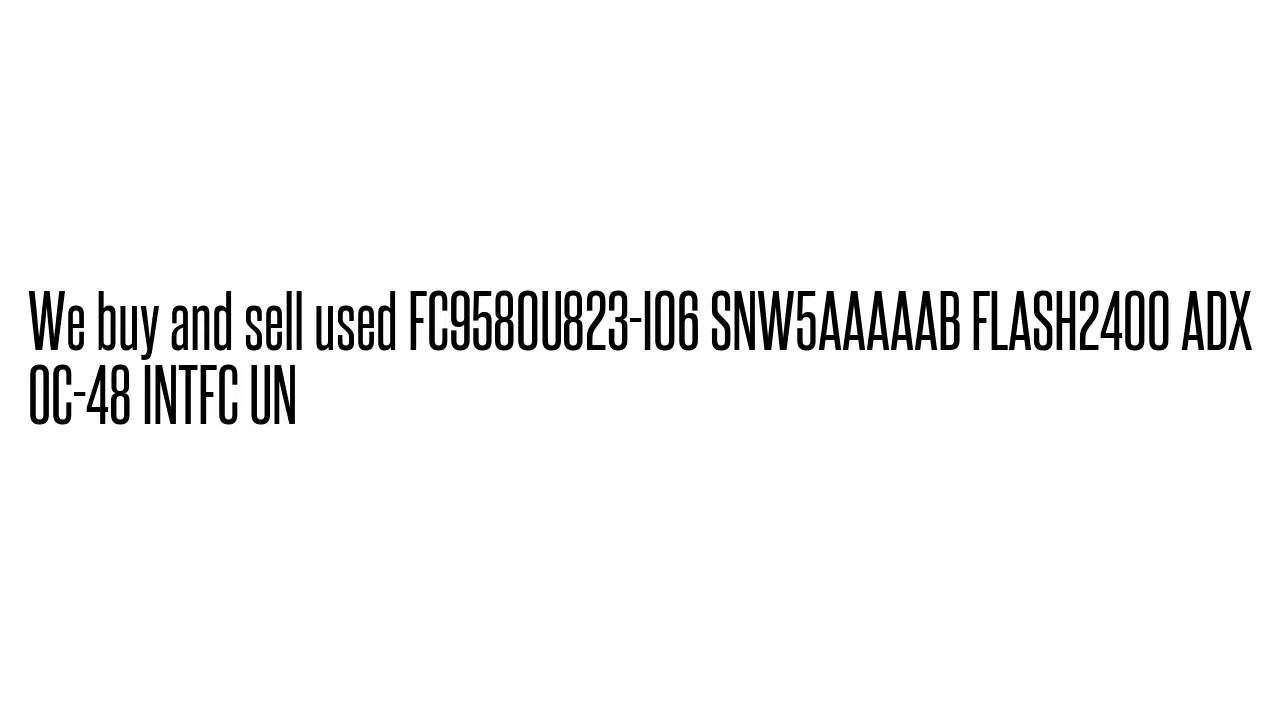 We buy and sell used FC9580U823-I06 SNW5AAAAAB FLASH2400 ADX
OC-48 INTFC UN